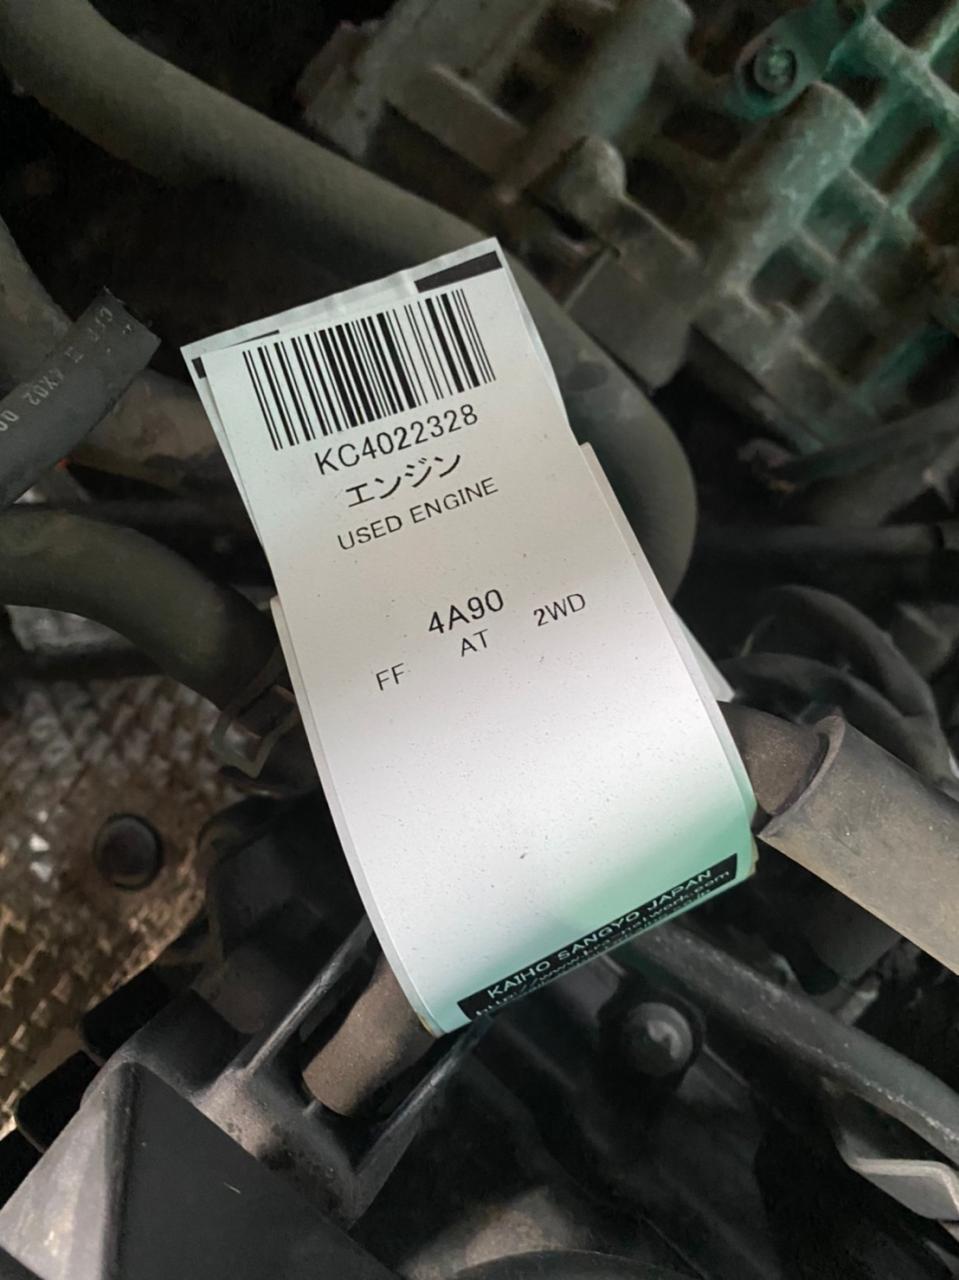 KC4022328
エンジン
USED ENGINE
4A90
FF AT 2WD
KAIHO SANGYO JAPAN